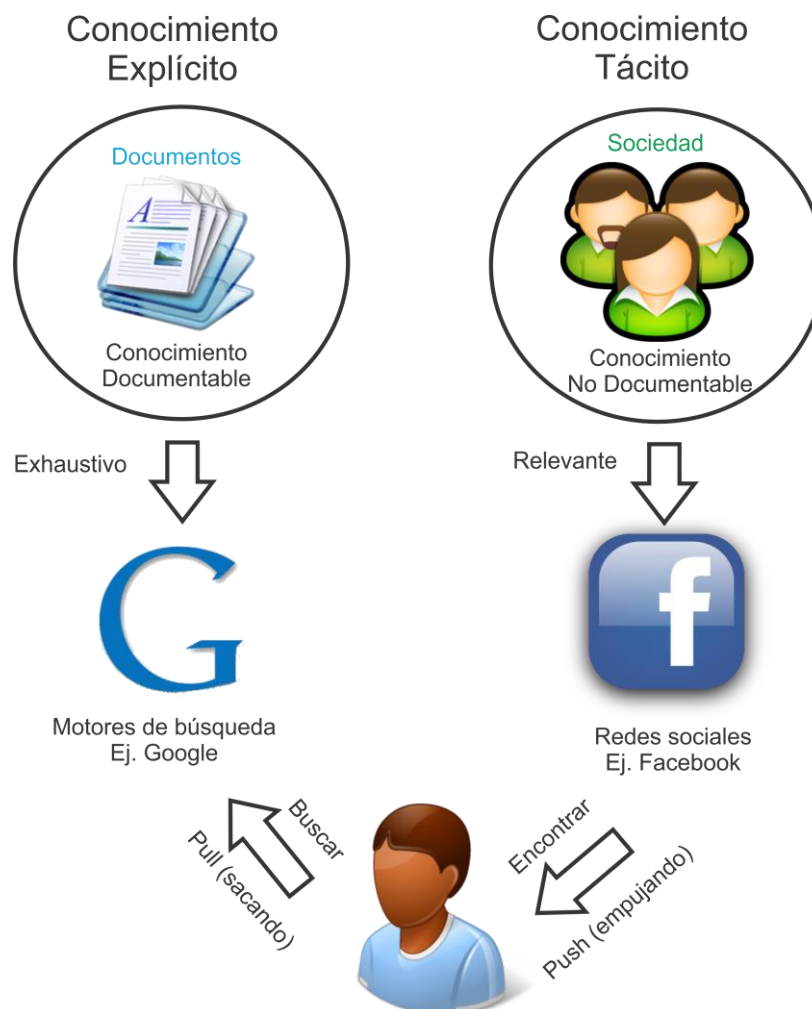 Conocimiento
Explícito
Documentos
Conocimiento
Documentable
Exhaustivo
G
Motores de búsqueda
Ej. Google
Conocimiento
Tácito
Sociedad
Conocimiento
No Documentable
Relevante
f
Redes sociales
Ej. Facebook
Buscar
Pull (sacando)
Encontrar
Push (empujando)